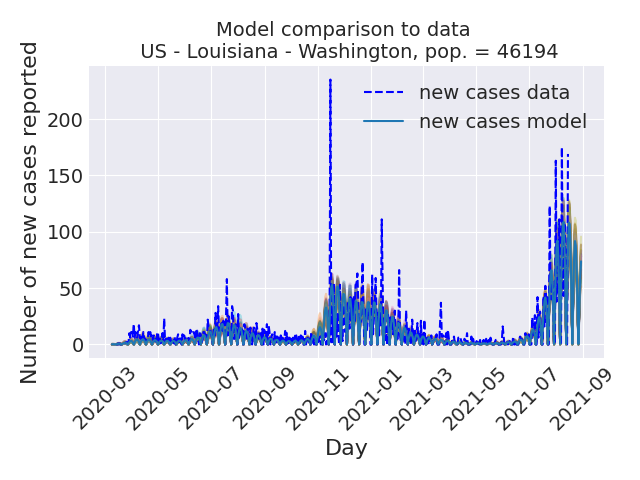 Model comparison to data
US - Louisiana - Washington, pop. = 46194
Number of new cases reported
200
150
100
50
0
new cases data
new cases model
2020-03
2020-05
2020-07
2020-09
2020-11
2021-01
2021-03
2021-05
2021-07
2021-09
Day